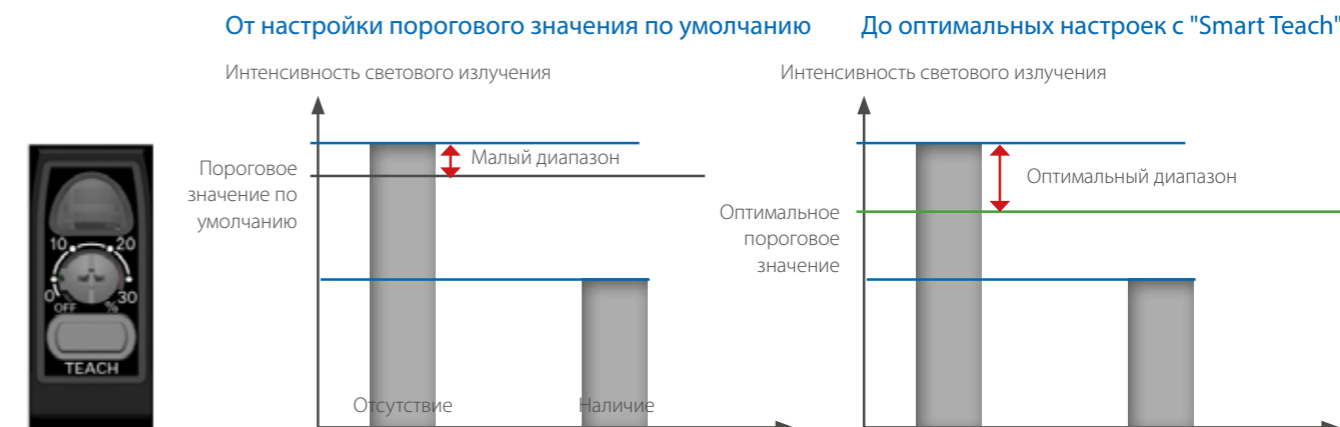 От настройки порогового значения по умолчанию
До оптимальных настроек с "Smart Teach"
Интенсивность светового излучения
Интенсивность светового излучения
Пороговое
значение по
умолчанию
Малый диапазон
Оптимальный диапазон
Оптимальное
пороговое
значение
10
20
0
30
OFF
%
TEACH
Отсутствие
Наличие